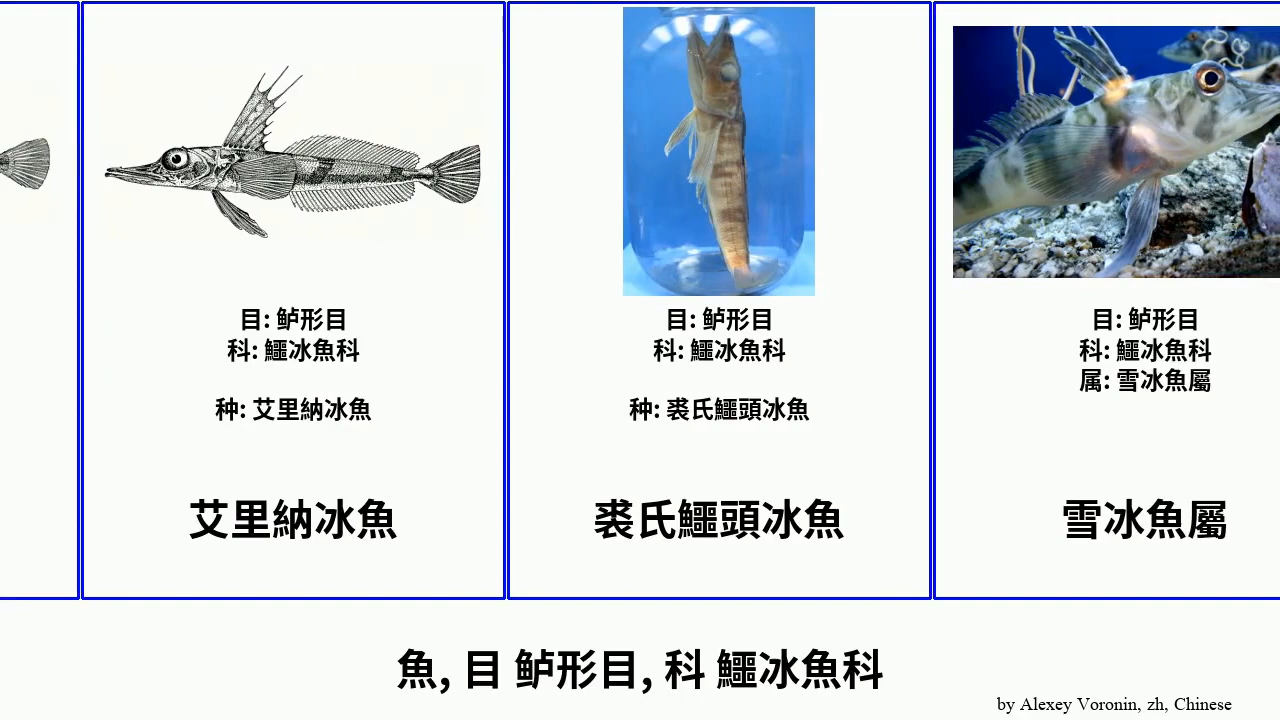 目: 鲈形目
科: 鱷冰魚科
种: 艾里納冰魚
艾里納冰魚
目: 鲈形目
科: 鱷冰魚科
种: 裘氏鱷頭冰魚
裘氏鱷頭冰魚
目: 鲈形目
科: 鱷冰魚科
属: 雪冰魚屬
雪冰魚屬
魚, 目 鲈形目, 科 鱷冰魚科
by Alexey Voronin, zh, Chinese